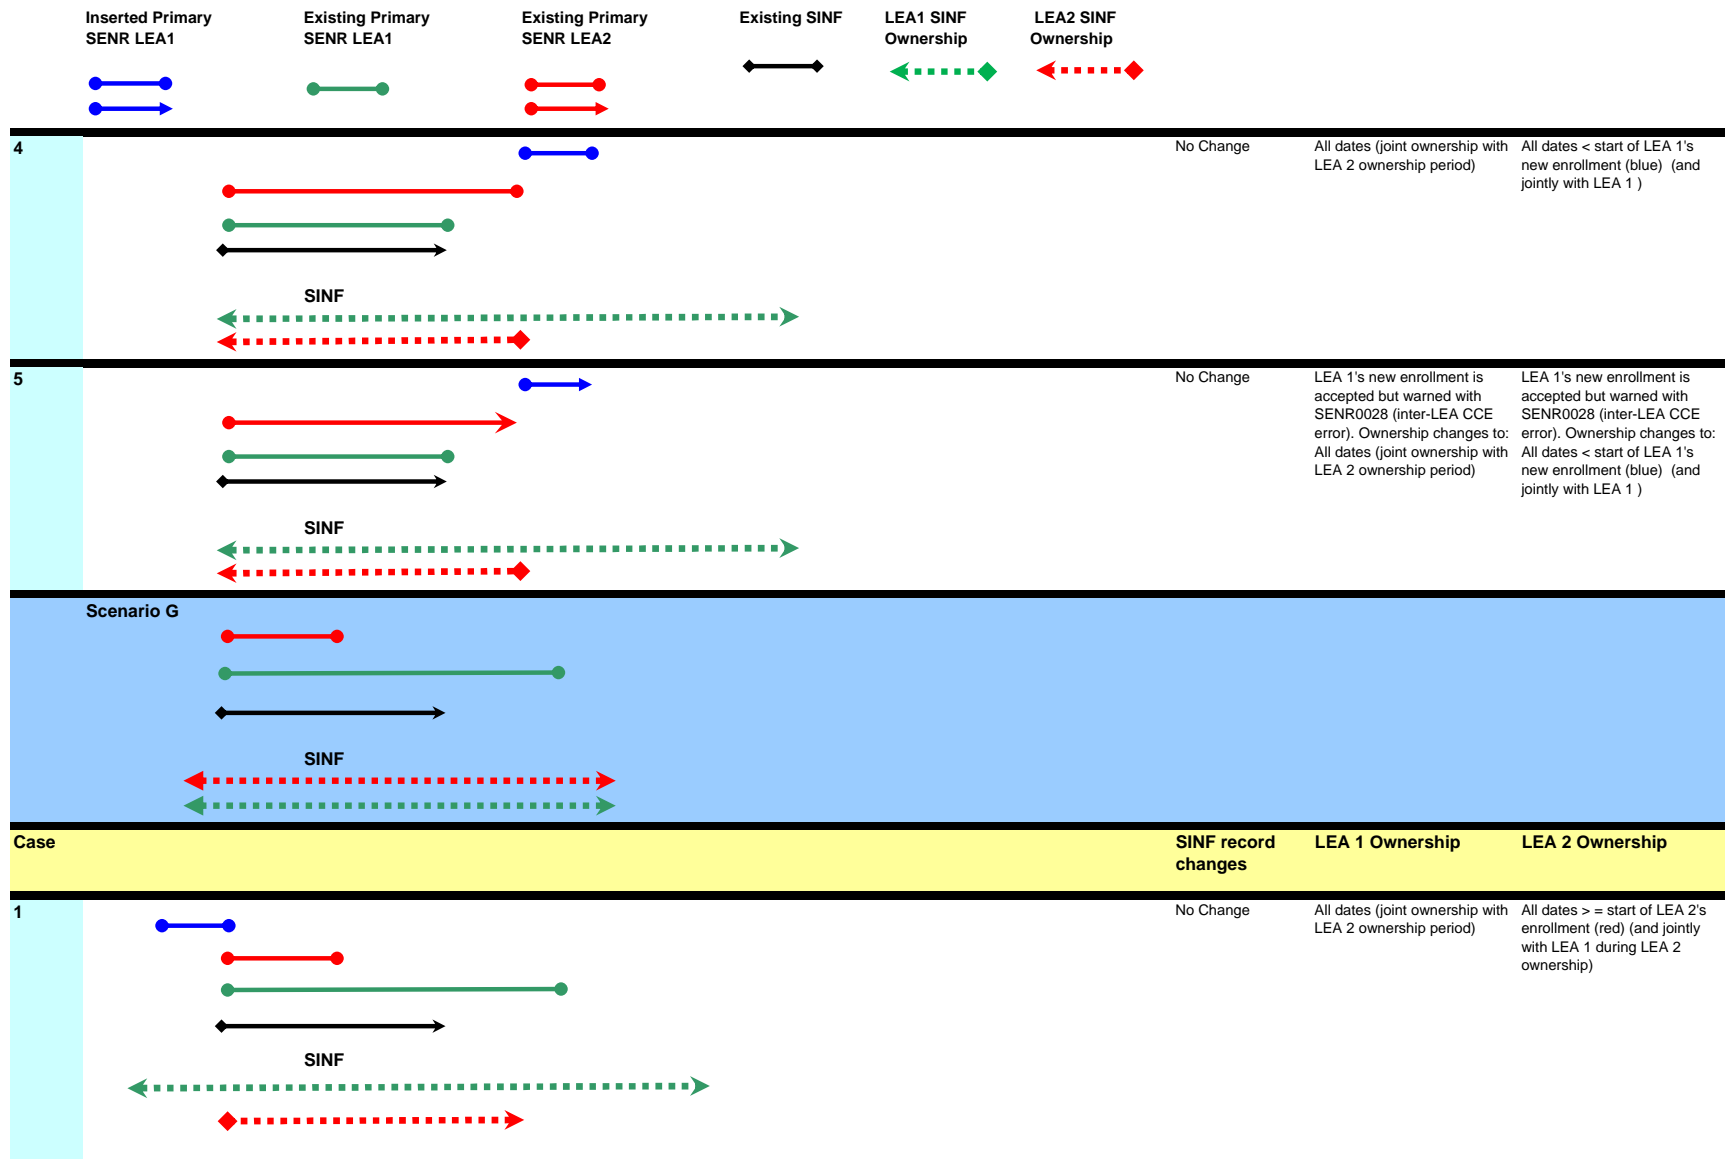 Inserted Primary
SENR LEA1
Existing Primary
SENR LEA1
Existing Primary
SENR LEA2
Existing SINF
LEA1 SINF
Ownership
LEA2 SINF
Ownership
4
No Change
All dates (joint ownership with
LEA 2 ownership period)
All dates < start of LEA 1's
new enrollment (blue)  (and
jointly with LEA 1 )
SINF
5
No Change
LEA 1's new enrollment is
accepted but warned with
SENR0028 (inter-LEA CCE
error). Ownership changes to:
All dates (joint ownership with
LEA 2 ownership period)
LEA 1's new enrollment is
accepted but warned with
SENR0028 (inter-LEA CCE
error). Ownership changes to:
All dates < start of LEA 1's
new enrollment (blue)  (and
jointly with LEA 1 )
SINF
Scenario G
SINF
Case
SINF record
changes
LEA 1 Ownership
LEA 2 Ownership
1
No Change
All dates (joint ownership with
LEA 2 ownership period)
All dates > = start of LEA 2's
enrollment (red) (and jointly
with LEA 1 during LEA 2
ownership)
SINF